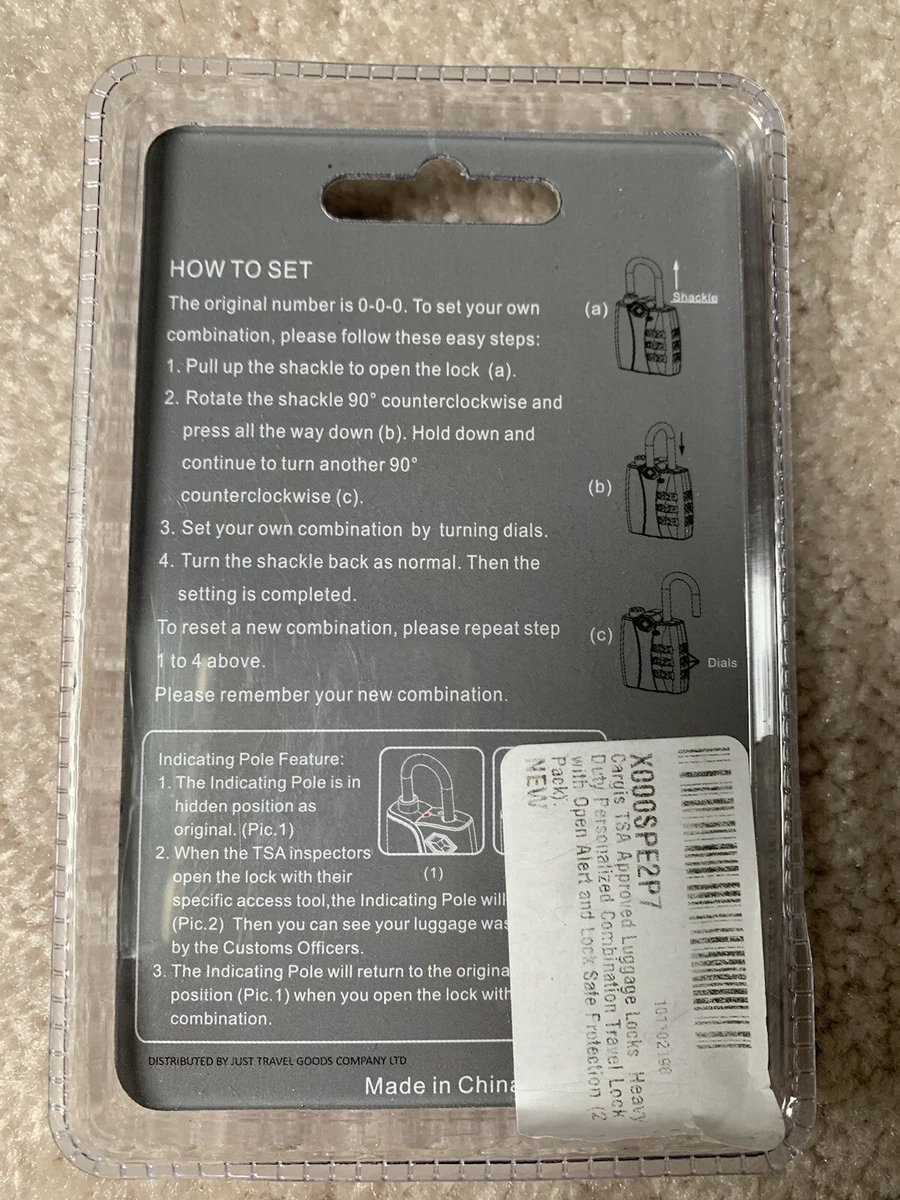 HOW TO SET
The original number is 0-0-0. To set your own
combination, please follow these easy steps:
1. Pull up the shackle to open the lock (a).
2. Rotate the shackle 90° counterclockwise and
press all the way down (b). Hold down and
continue to turn another 90°
counterclockwise (c).
3. Set your own combination by turning dials.
4. Turn the shackle back as normal. Then the
setting is completed.
To reset a new combination, please repeat step
1 to 4 above.
Please remember your new combination.
(a)
Shackle
(b)
(c)
Dials
Indicating Pole Feature:
1. The Indicating Pole is in
hidden position as
original. (Pic.1)
2. When the TSA inspectors
open the lock with their
specific access tool,the Indicating Pole will
(Pic.2) Then you can see your luggage was
by the Customs Officers.
3. The Indicating Pole will return to the origina
position (Pic.1) when you open the lock with
combination.
(1)
DISTRIBUTED BY JUST TRAVEL GOODS COMPANY LTD
Made in China
X000SPE2P7
Cargis TSA Approved Luggage Locks Heavy
Duty Personalized Combination Travel Lock
with Open Alert and Lock Safe Protection (2
Pack).
NEW